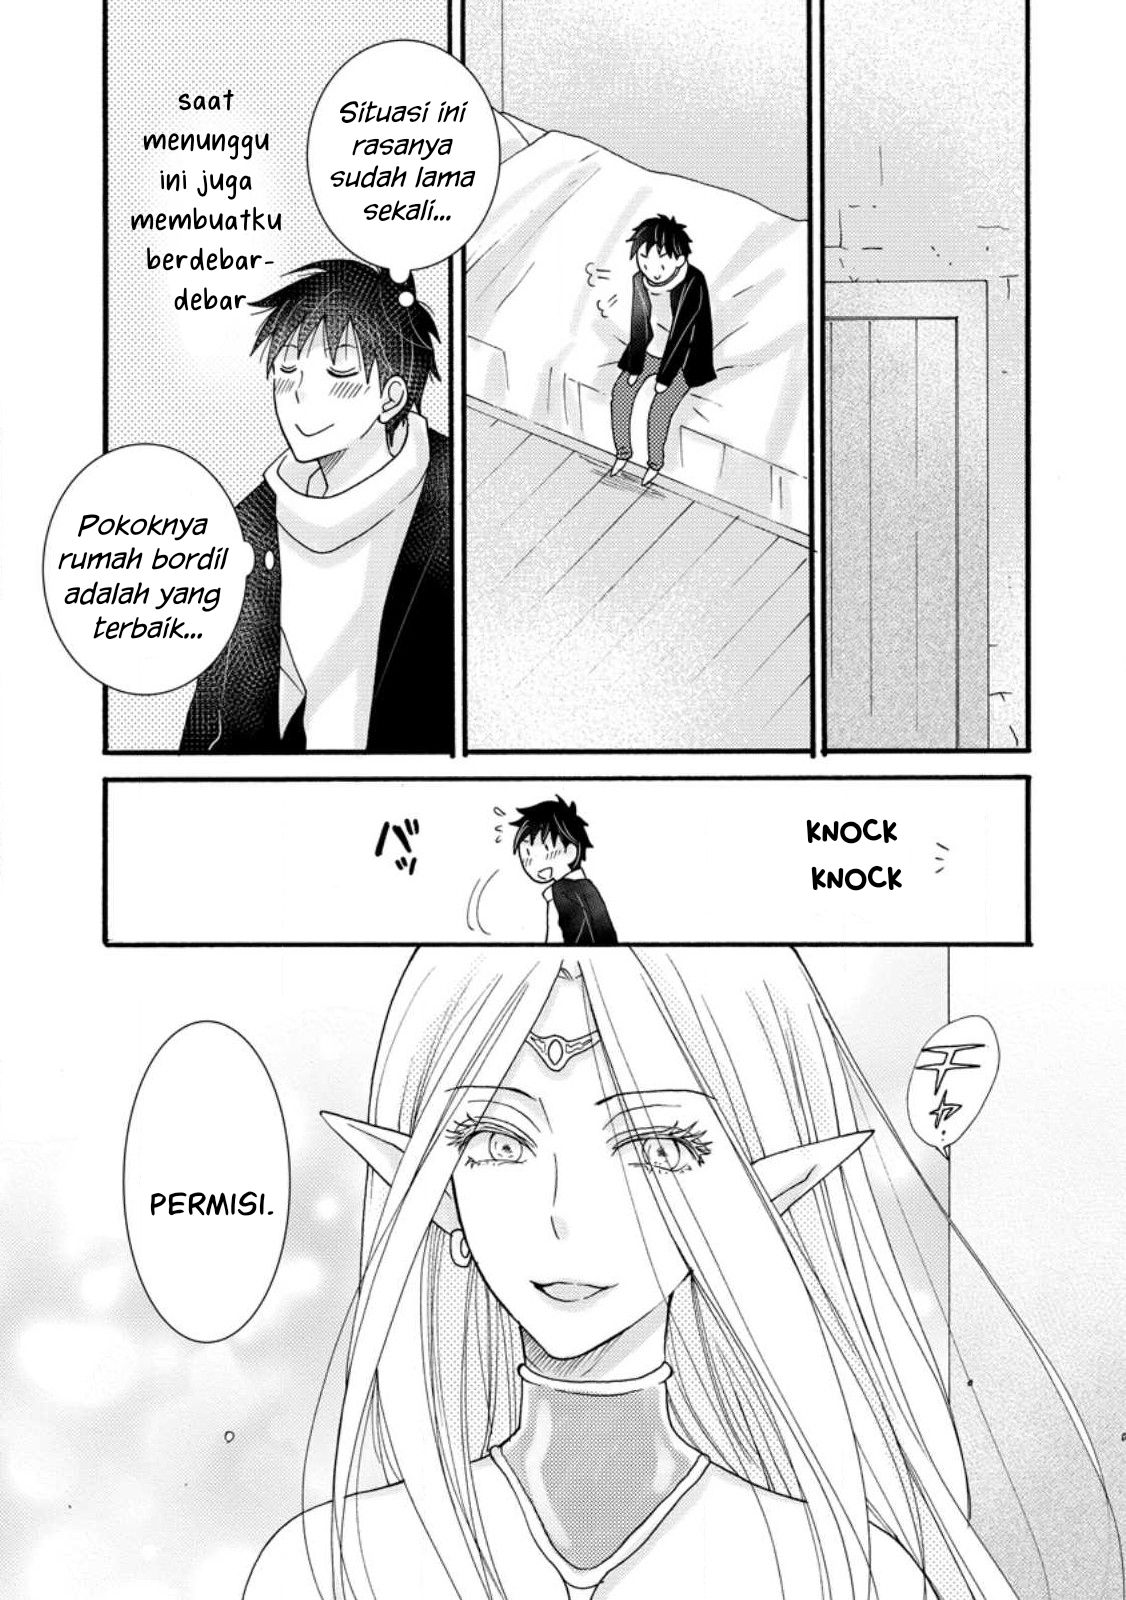 Situasi ini
rasanya
sudah lama
sekali...
saat
menunggu
ini juga
membuatku
berdebar-
debar
Pokoknya
rumah bordil
adalah yang
terbaik...
KNOCK
KNOCK
バッ
チャ.
PERMISI.